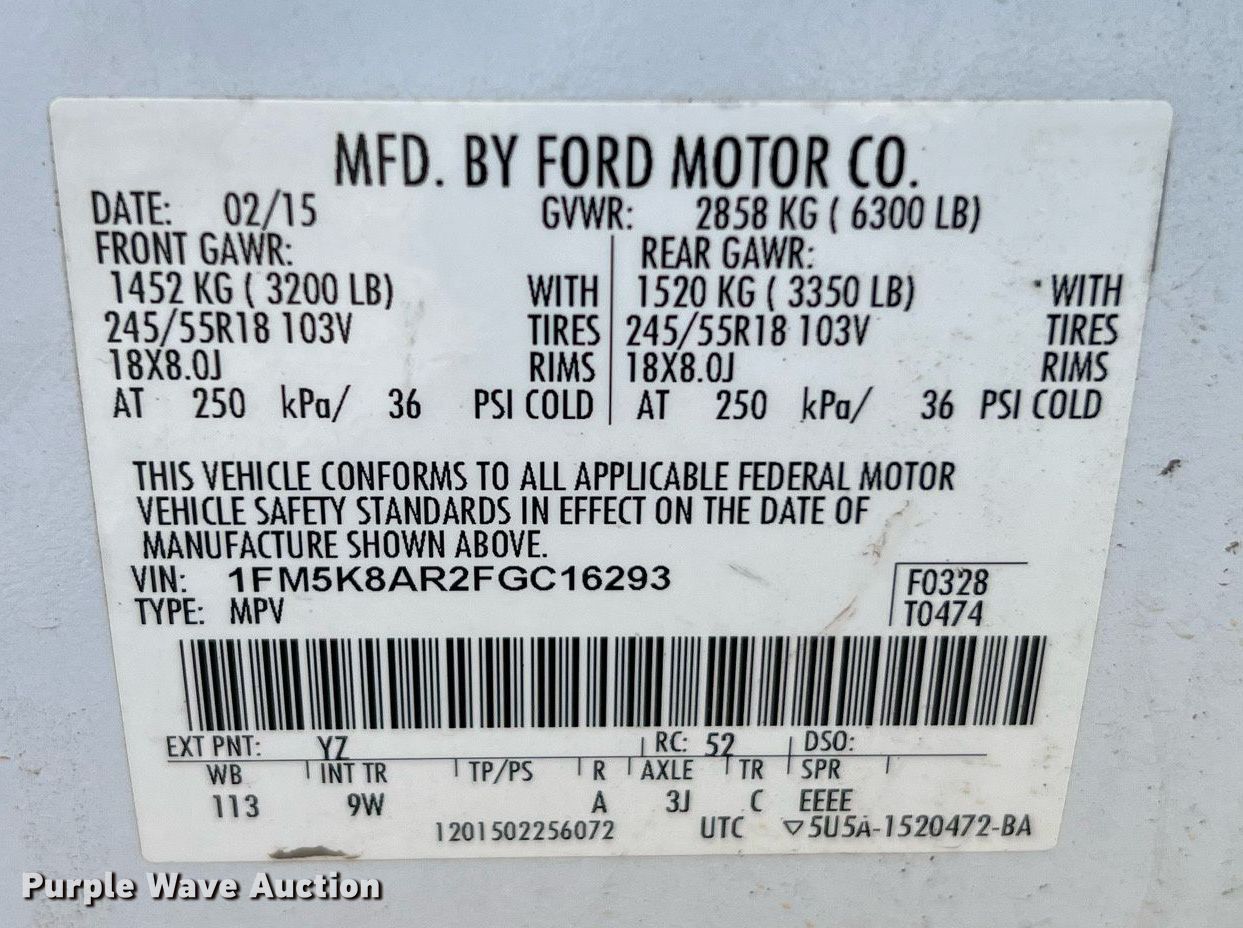 MFD. BY FORD MOTOR CO.
DATE: 02/15 GVWR: 2858 KG ( 6300 LB)
FRONT GAWR: REAR GAWR:
1452 KG ( 3200 LB) WITH 1520 KG ( 3350 LB) WITH
245/55R18 103V TIRES 245/55R18 103V TIRES
18X8.0J RIMS 18X8.0J RIMS
AT 250 kPa/ 36 PSI COLD AT 250 kPa/ 36 PSI COLD
THIS VEHICLE CONFORMS TO ALL APPLICABLE FEDERAL MOTOR
VEHICLE SAFETY STANDARDS IN EFFECT ON THE DATE OF
MANUFACTURE SHOWN ABOVE.
VIN: 1FM5K8AR2FGC16293 F0328
TYPE: MPV T0474
EXT PNT: YZ RC: 52 DSO:
WB INT TR TP/PS R AXLE TR SPR
113 9W A 3J C EEEE
1201502256072 UTC ▽5U5A-1520472-BA
Purple Wave Auction